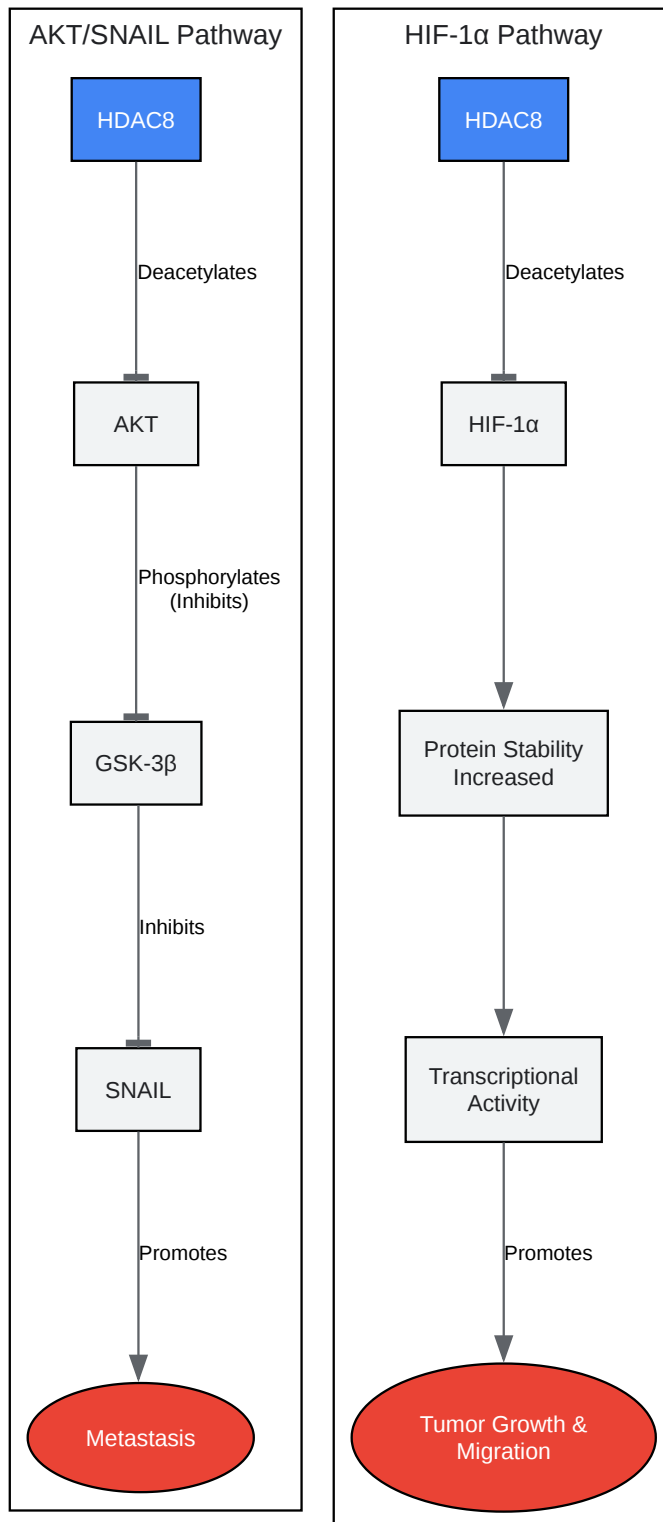 AKT/SNAIL Pathway
HDAC8
Deacetylates
AKT
Phosphorylates
(Inhibits)
GSK-3β
Inhibits
SNAIL
Promotes
Metastasis
HIF-1α Pathway
HDAC8
Deacetylates
HIF-1α
Protein Stability
Increased
Transcriptional
Activity
Promotes
Tumor Growth &
Migration